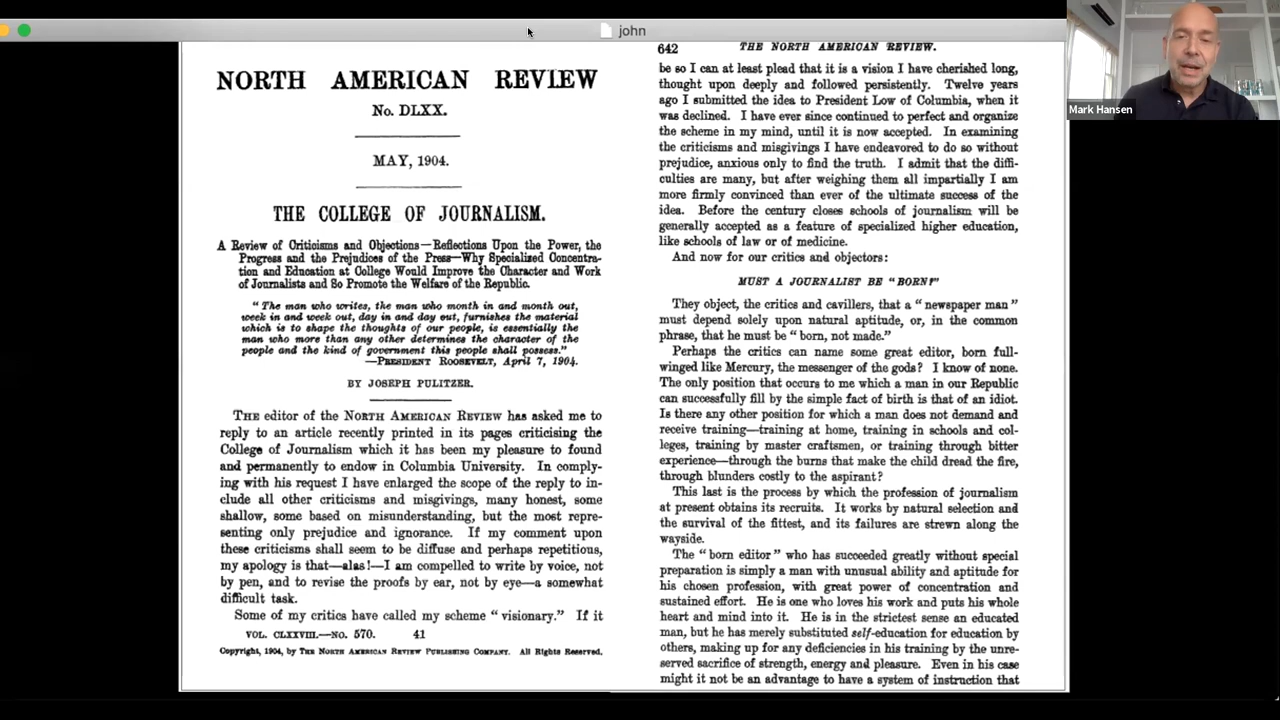 john
Mark Hansen
NORTH AMERICAN REVIEW
No. DLXX.
MAY, 1904.
THE COLLEGE OF JOURNALISM.
A Review of Criticisms and Objections—Reflections Upon the Power, the
Progress and the Prejudices of the Press—Why Specialized Concentra-
tion and Education at College Would Improve the Character and Work
of Journalists and So Promote the Welfare of the Republic.
"The man who writes, the man who month in and month out,
week in and week out, day in and day out, furnishes the material
which is to shape the thoughts of our people, is essentially the
man who more than any other determines the character of the
people and the kind of government this people shall possess."
—PRESIDENT ROOSEVELT, April 7, 1904.
BY JOSEPH PULITZER.
THE editor of the NORTH AMERICAN REVIEW has asked me to
reply to an article recently printed in its pages criticising the
College of Journalism which it has been my pleasure to found
and permanently to endow in Columbia University. In comply-
ing with his request I have enlarged the scope of the reply to in-
clude all other criticisms and misgivings, many honest, some
shallow, some based on misunderstanding, but the most repre-
senting only prejudice and ignorance. If my comment upon
these criticisms shall seem to be diffuse and perhaps repetitious,
my apology is that—alas!—I am compelled to write by voice, not
by pen, and to revise the proofs by ear, not by eye—a somewhat
difficult task.
Some of my critics have called my scheme "visionary." If it
VOL. CLXXVIII.—NO. 570. 41
Copyright, 1904, by THE NORTH AMERICAN REVIEW PUBLISHING COMPANY. All Rights Reserved.
642 THE NORTH AMERICAN REVIEW.
be so I can at least plead that it is a vision I have cherished long,
thought upon deeply and followed persistently. Twelve years
ago I submitted the idea to President Low of Columbia, when it
was declined. I have ever since continued to perfect and organize
the scheme in my mind, until it is now accepted. In examining
the criticisms and misgivings I have endeavored to do so without
prejudice, anxious only to find the truth. I admit that the diffi-
culties are many, but after weighing them all impartially I am
more firmly convinced than ever of the ultimate success of the
idea. Before the century closes schools of journalism will be
generally accepted as a feature of specialized higher education,
like schools of law or of medicine.
And now for our critics and objectors:
MUST A JOURNALIST BE "BORN?"
They object, the critics and cavillers, that a "newspaper man"
must depend solely upon natural aptitude, or, in the common
phrase, that he must be "born, not made."
Perhaps the critics can name some great editor, born full-
winged like Mercury, the messenger of the gods? I know of none.
The only position that occurs to me which a man in our Republic
can successfully fill by the simple fact of birth is that of an idiot.
Is there any other position for which a man does not demand and
receive training—training at home, training in schools and col-
leges, training by master craftsmen, or training through bitter
experience—through the burns that make the child dread the fire,
through blunders costly to the aspirant?
This last is the process by which the profession of journalism
at present obtains its recruits. It works by natural selection and
the survival of the fittest, and its failures are strewn along the
wayside.
The "born editor" who has succeeded greatly without special
preparation is simply a man with unusual ability and aptitude for
his chosen profession, with great power of concentration and
sustained effort. He is one who loves his work and puts his whole
heart and mind into it. He is in the strictest sense an educated
man, but he has merely substituted self-education for education by
others, making up for any deficiencies in his training by the unre-
served sacrifice of strength, energy and pleasure. Even in his case
might it not be an advantage to have a system of instruction that